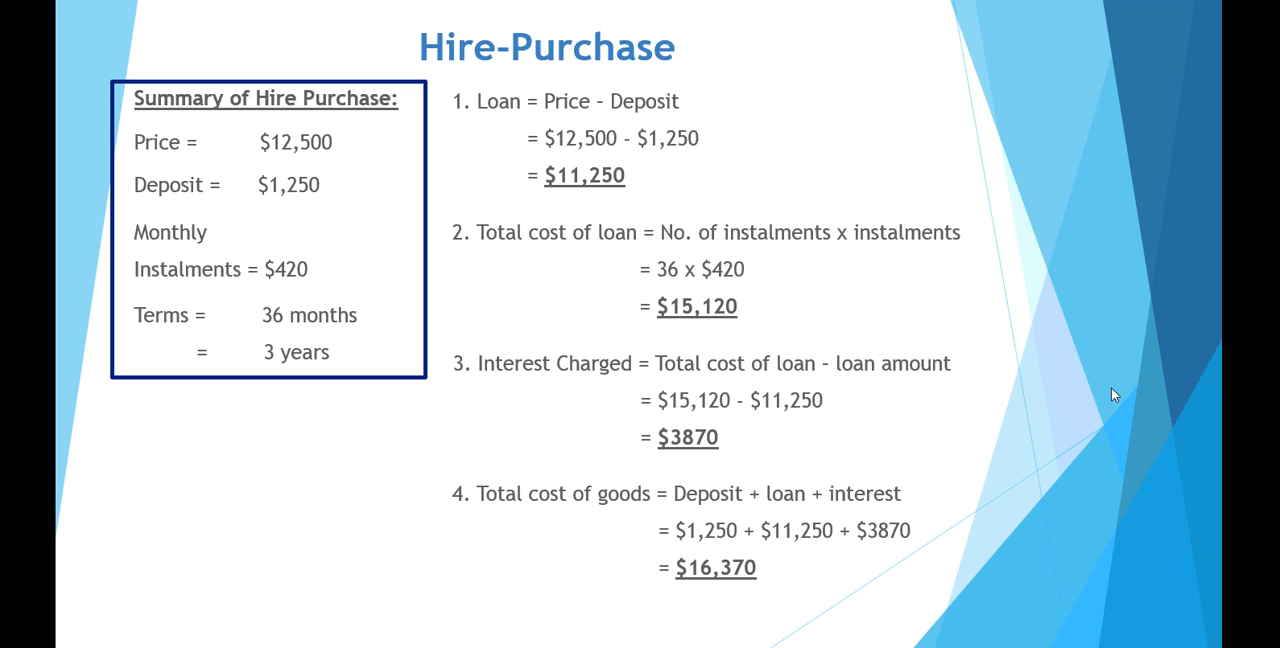 Hire-Purchase
Summary of Hire Purchase:
Price = $12,500
Deposit = $1,250
Monthly
Instalments = $420
Terms = 36 months
= 3 years
1. Loan = Price - Deposit
= $12,500 - $1,250
= $11,250
2. Total cost of loan = No. of instalments x instalments
= 36 x $420
= $15,120
3. Interest Charged = Total cost of loan - loan amount
= $15,120 - $11,250
= $3870
4. Total cost of goods = Deposit + loan + interest
= $1,250 + $11,250 + $3870
= $16,370